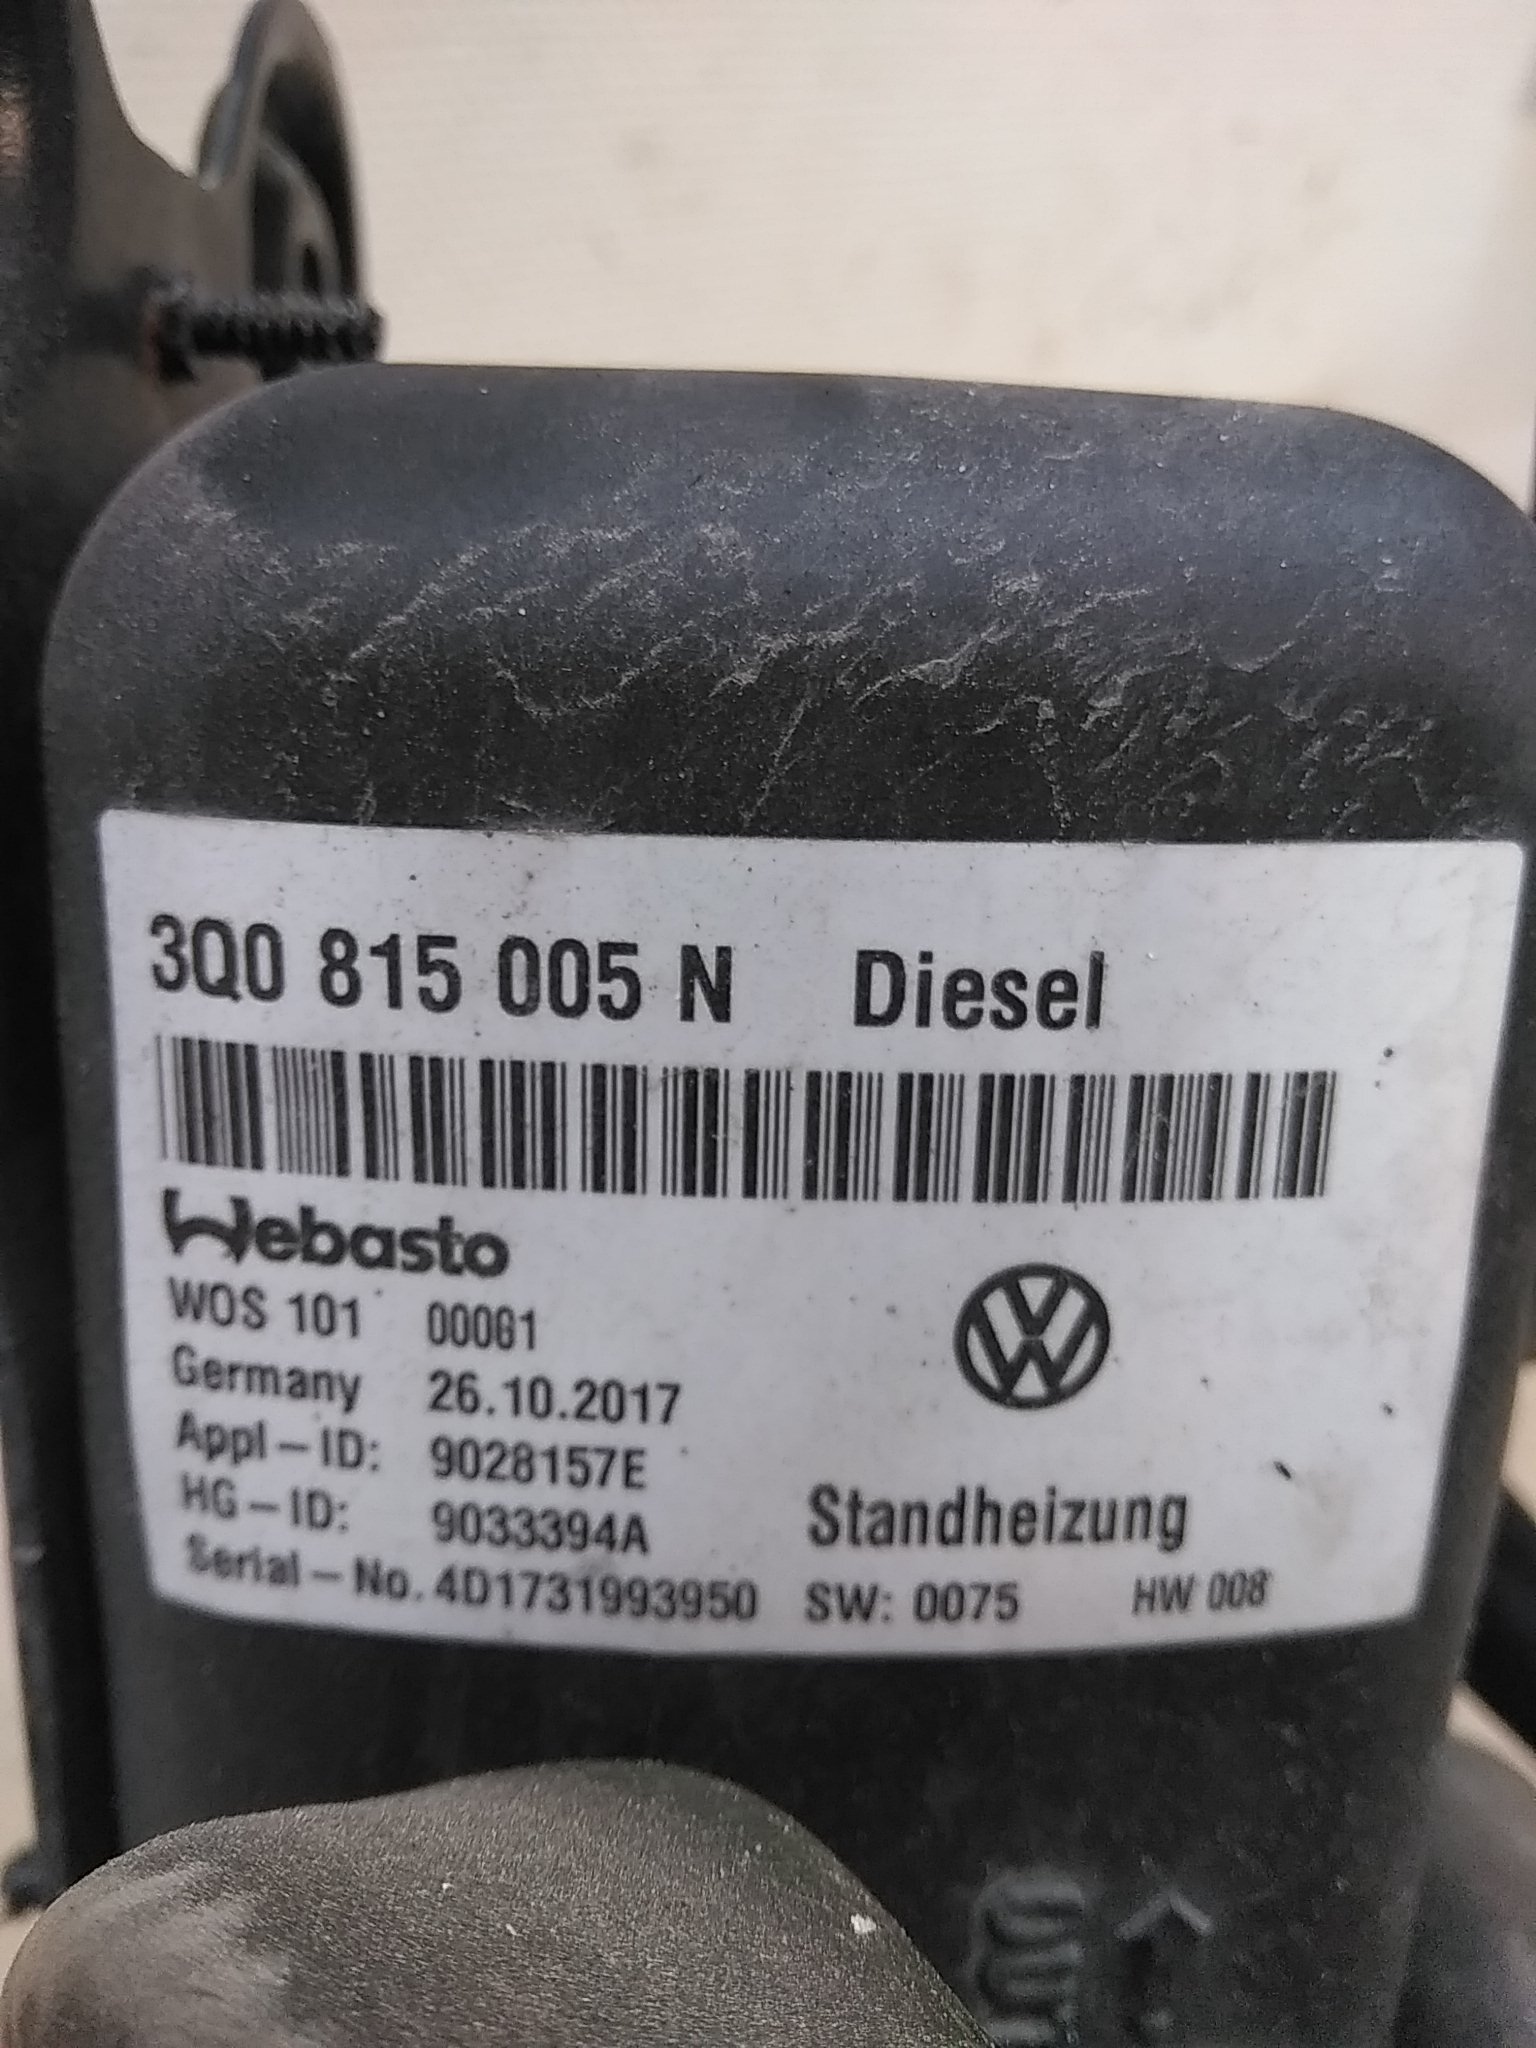 3Q0 815 005 N Diesel
Webasto
WOS 101 00061
Germany 26.10.2017
Appl-ID: 9028157E
HG-ID: 9033394A Standheizung
Serial-No. 4D1731993950 SW: 0075 HW 008